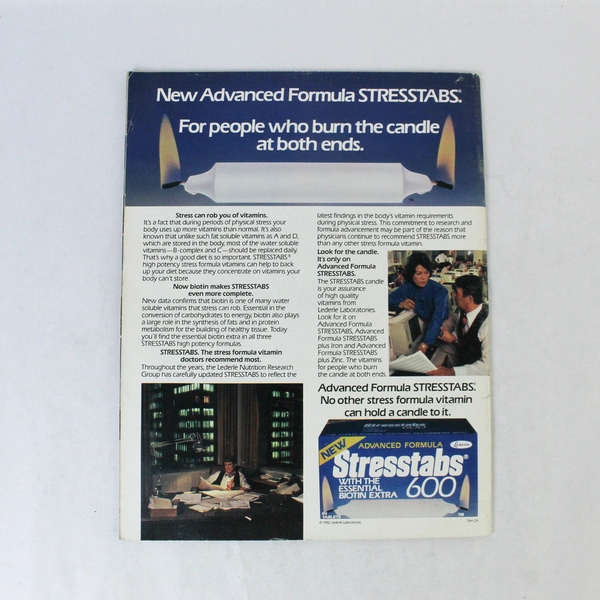 New Advanced Formula STRESSTABS®.
For people who burn the candle
at both ends.
Stress can rob you of vitamins.
It's a fact that during periods of physical stress your
body uses up more vitamins than normal. It's also
known that unlike such fat soluble vitamins as A and D,
which are stored in the body, most of the water soluble
vitamins—B complex and C—should be replaced daily.
That's why a good diet is so important. STRESSTABS®
high potency stress formula vitamins can help to back
up your diet because they concentrate on vitamins your
body can't store.
Now biotin makes STRESSTABS
even more complete.
New data confirms that biotin is one of many water
soluble vitamins that stress can rob. Essential in the
conversion of carbohydrates to energy, biotin also plays
a large role in the synthesis of fats and in protein
metabolism for the building of healthy tissue. Today
you'll find the essential biotin extra in all three
STRESSTABS high potency formulas.
STRESSTABS. The stress formula vitamin
doctors recommend most.
Throughout the years, the Lederle Nutrition Research
Group has carefully updated STRESSTABS to reflect the
latest findings in the body's vitamin requirements
during physical stress. This commitment to research and
formula advancement may be part of the reason that
physicians continue to recommend STRESSTABS more
than any other stress formula vitamin.
Look for the candle.
It's only on
Advanced Formula
STRESSTABS.
The STRESSTABS candle
is your assurance
of high quality
vitamins from
Lederle Laboratories.
Look for it on
Advanced Formula
STRESSTABS, Advanced
Formula STRESSTABS
plus Iron and Advanced
Formula STRESSTABS
plus Zinc. The vitamins
for people who burn
the candle at both ends.
Advanced Formula STRESSTABS.
No other stress formula vitamin
can hold a candle to it.
Stresstabs
NEW
ADVANCED FORMULA
Lederle
Stresstabs®
600
WITH THE
ESSENTIAL
BIOTIN EXTRA
60
TABLETS
© 1982, Lederle Laboratories